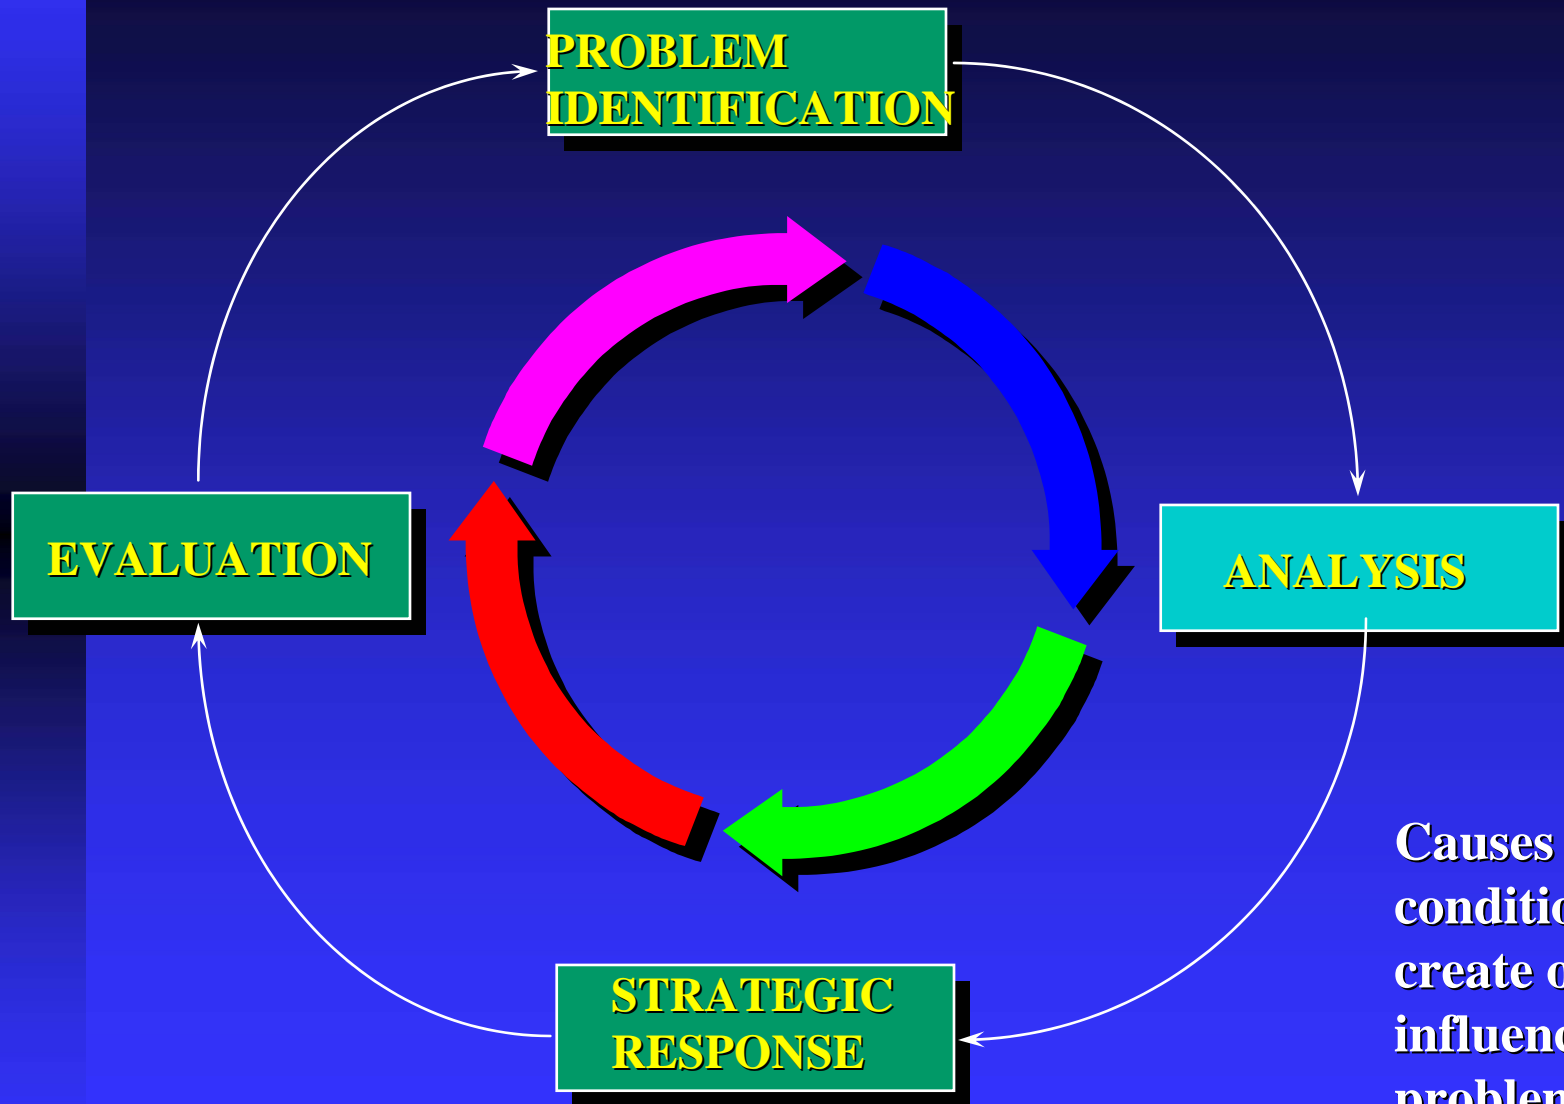 PROBLEM
IDENTIFICATION
EVALUATION
ANALYSIS
STRATEGIC
RESPONSE
Causes
create